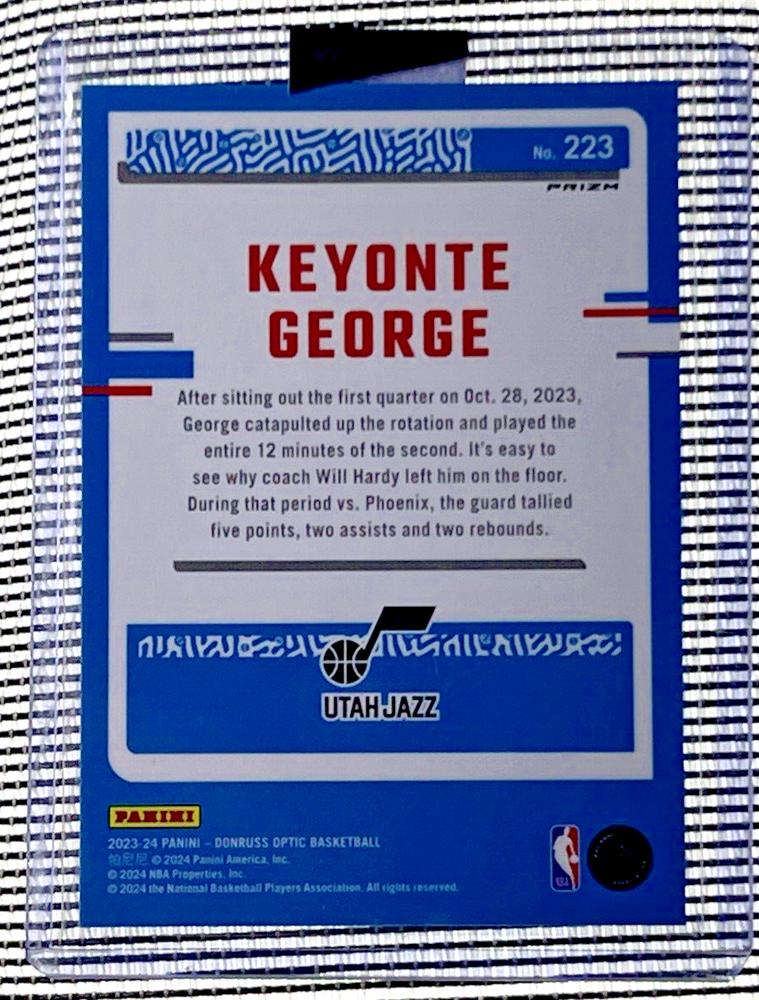 No. 223
PRIZM
KEYONTE
GEORGE
After sitting out the first quarter on Oct. 28, 2023,
George catapulted up the rotation and played the
entire 12 minutes of the second. It's easy to
see why coach Will Hardy left him on the floor.
During that period vs. Phoenix, the guard tallied
five points, two assists and two rebounds.
UTAH JAZZ
PANINI
2023-24 PANINI – DONRUSS OPTIC BASKETBALL
帕尼尼 © 2024 Panini America, Inc.
© 2024 NBA Properties, Inc.
© 2024 the National Basketball Players Association. All rights reserved.
NBA